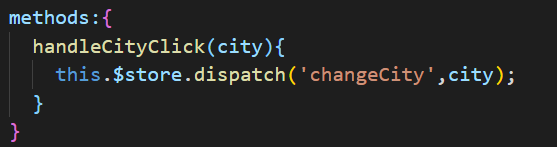 methods:{
handleCityClick(city){
this.$store.dispatch('changeCity',city);
}
}